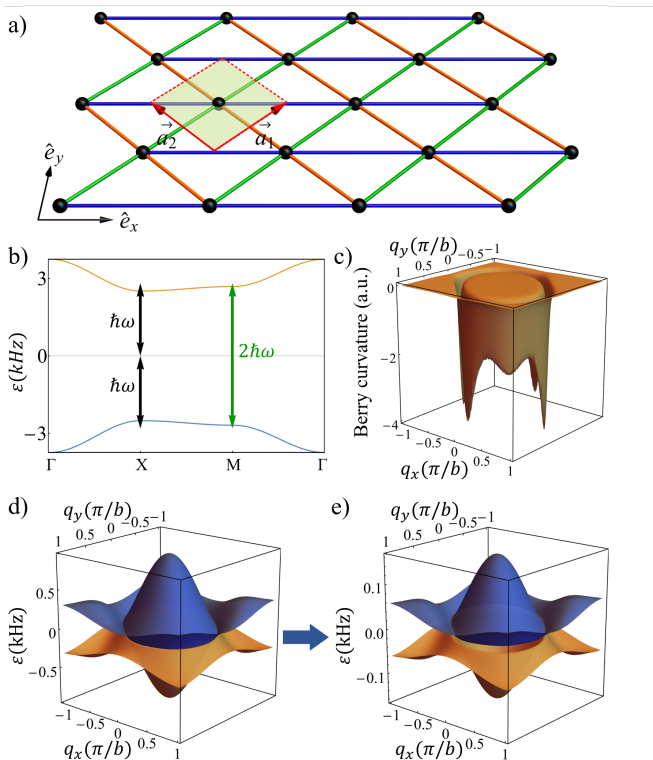 a)
a⃗₂
a⃗₁
ê_y
ê_x
b)
ε(kHz)
3
0
−3
ħω
ħω
2ħω
Γ
X
M
Γ
c)
q_y(π/b)
1
0.5
0
−0.5
−1
Berry curvature (a.u.)
0
−2
−4
−1
−0.5
0
0.5
1
q_x(π/b)
d)
q_y(π/b)
1
0.5
0
−0.5
−1
ε(kHz)
0.5
0
−0.5
−1
−0.5
0
0.5
1
q_x(π/b)
e)
q_y(π/b)
1
0.5
0
−0.5
−1
ε(kHz)
0.1
0.0
−0.1
−1
−0.5
0
0.5
1
q_x(π/b)